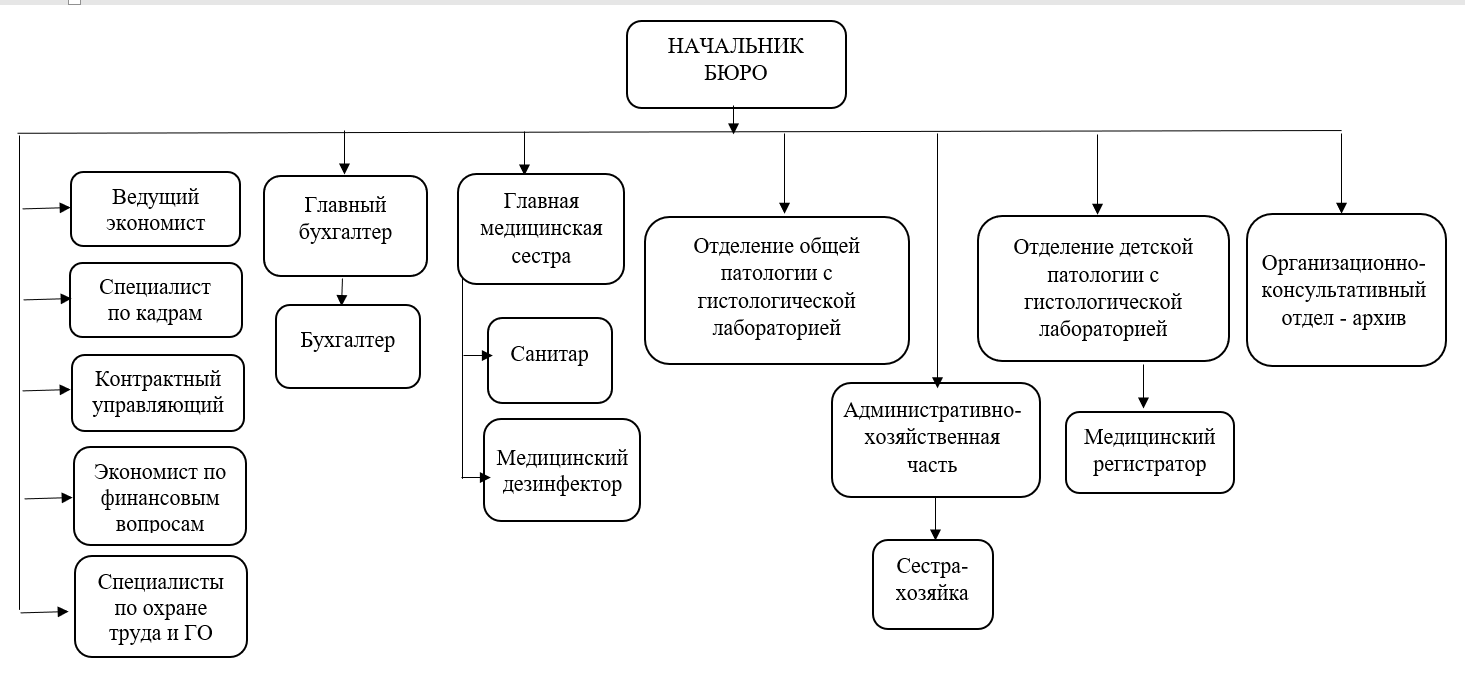 НАЧАЛЬНИК
БЮРО
Ведущий
экономист
Специалист
по кадрам
Контрактный
управляющий
Экономист по
финансовым
вопросам
Специалисты
по охране
труда и ГО
Главный
бухгалтер
Бухгалтер
Главная
медицинская
сестра
Санитар
Медицинский
дезинфектор
Отделение общей
патологии с
гистологической
лабораторией
Административно-
хозяйственная
часть
Сестра-
хозяйка
Отделение детской
патологии с
гистологической
лабораторией
Медицинский
регистратор
Организационно-
консультативный
отдел - архив